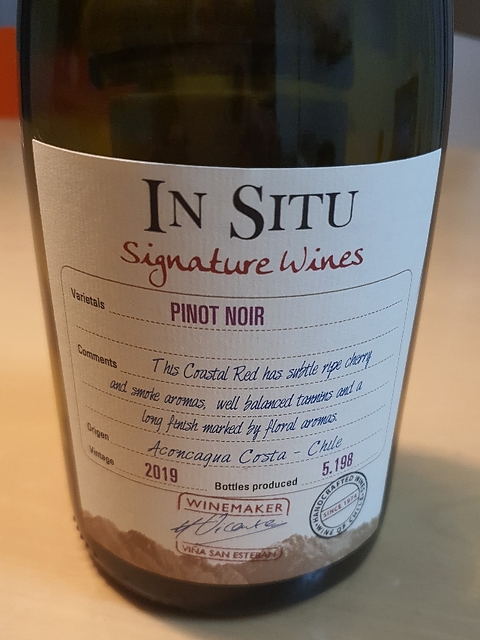 IN SITU
Signature Wines
Varietals PINOT NOIR
Comments This Coastal Red has subtle ripe cherry
and smoke aromas, well balanced tannins and a
long finish marked by floral aromas.
Origen Aconcagua Costa - Chile
Vintage 2019 Bottles produced 5.198
WINEMAKER
VIÑA SAN ESTEBAN
HANDCRAFTED WINE
SINCE 1974